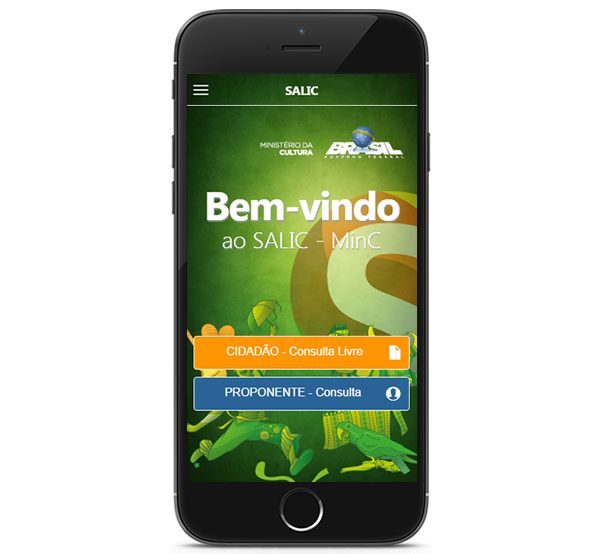 SALIC
MINISTÉRIO DA
CULTURA
BRASIL
GOVERNO FEDERAL
Bem-vindo
ao SALIC - MinC
S
CIDADÃO - Consulta Livre
PROPONENTE - Consulta